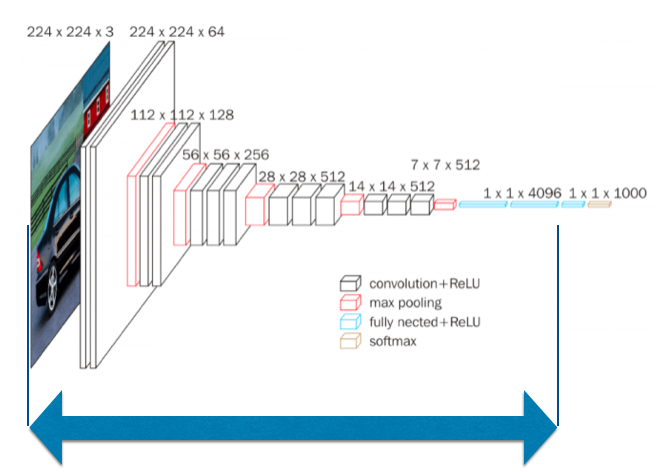 224 x 224 x 3
224 x 224 x 64
112 x 112 x 128
56 x 56 x 256
28 x 28 x 512
14 x 14 x 512
7 x 7 x 512
1 x 1 x 4096
1 x 1 x 1000
convolution+ReLU
max pooling
fully nected+ReLU
softmax